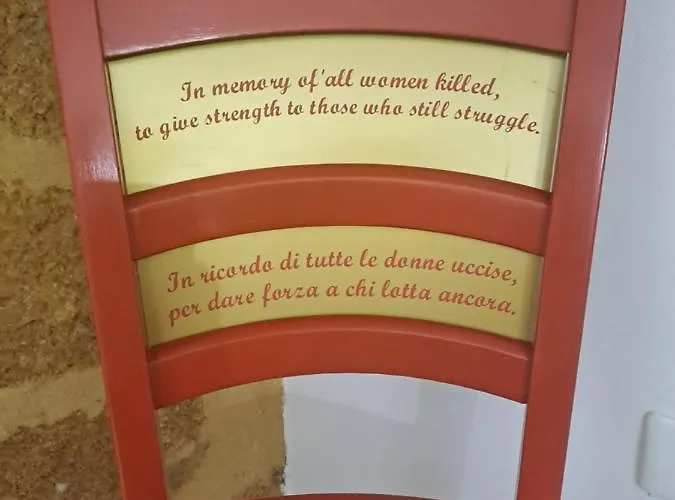 In memory of'all women killed,
to give strength to those who still struggle.
In ricordo di tutte le donne uccise,
per dare forza a chi lotta ancora.